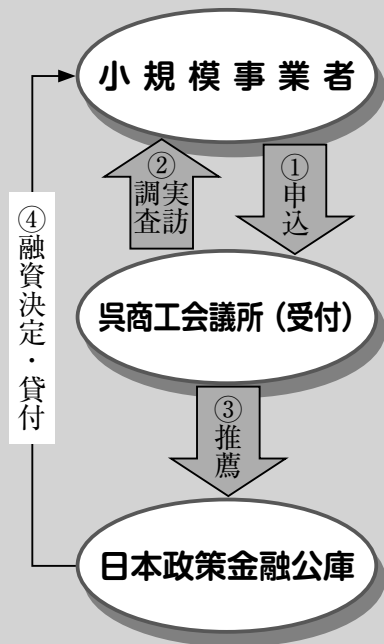 小規模事業者
①申込
②実訪
調査
呉商工会議所（受付）
③推薦
④融資決定・貸付
日本政策金融公庫